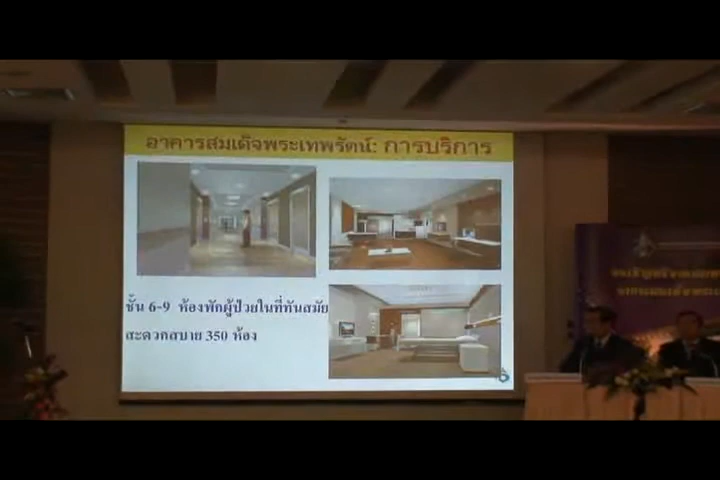 อาคารสมเด็จพระเทพรัตน์: การบริการ
ชั้น 6-9 ห้องพักผู้ป่วยในที่ทันสมัย
สะดวกสบาย 350 ห้อง